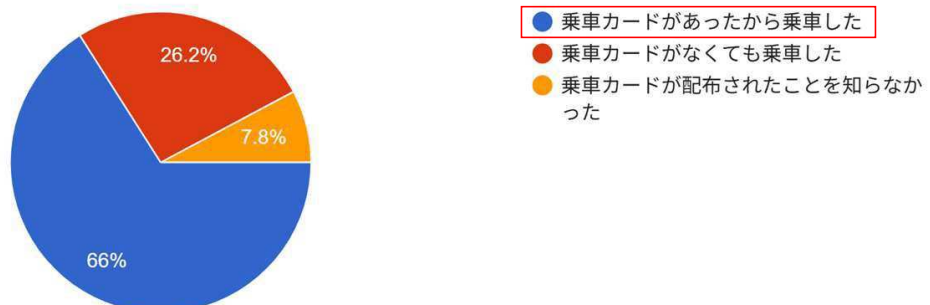 乗車カードがあったから乗車した
乗車カードがなくても乗車した
乗車カードが配布されたことを知らなか
った
26.2%
7.8%
66%